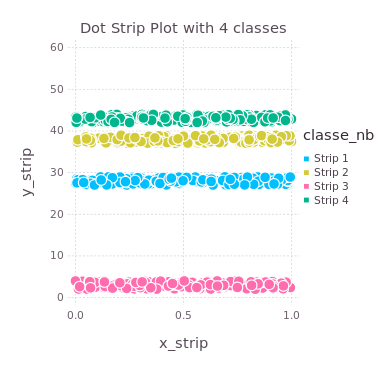 Dot Strip Plot with 4 classes
60
50
40
30
20
10
0
0.0
0.5
1.0
x_strip
y_strip
classe_nb
Strip 1
Strip 2
Strip 3
Strip 4